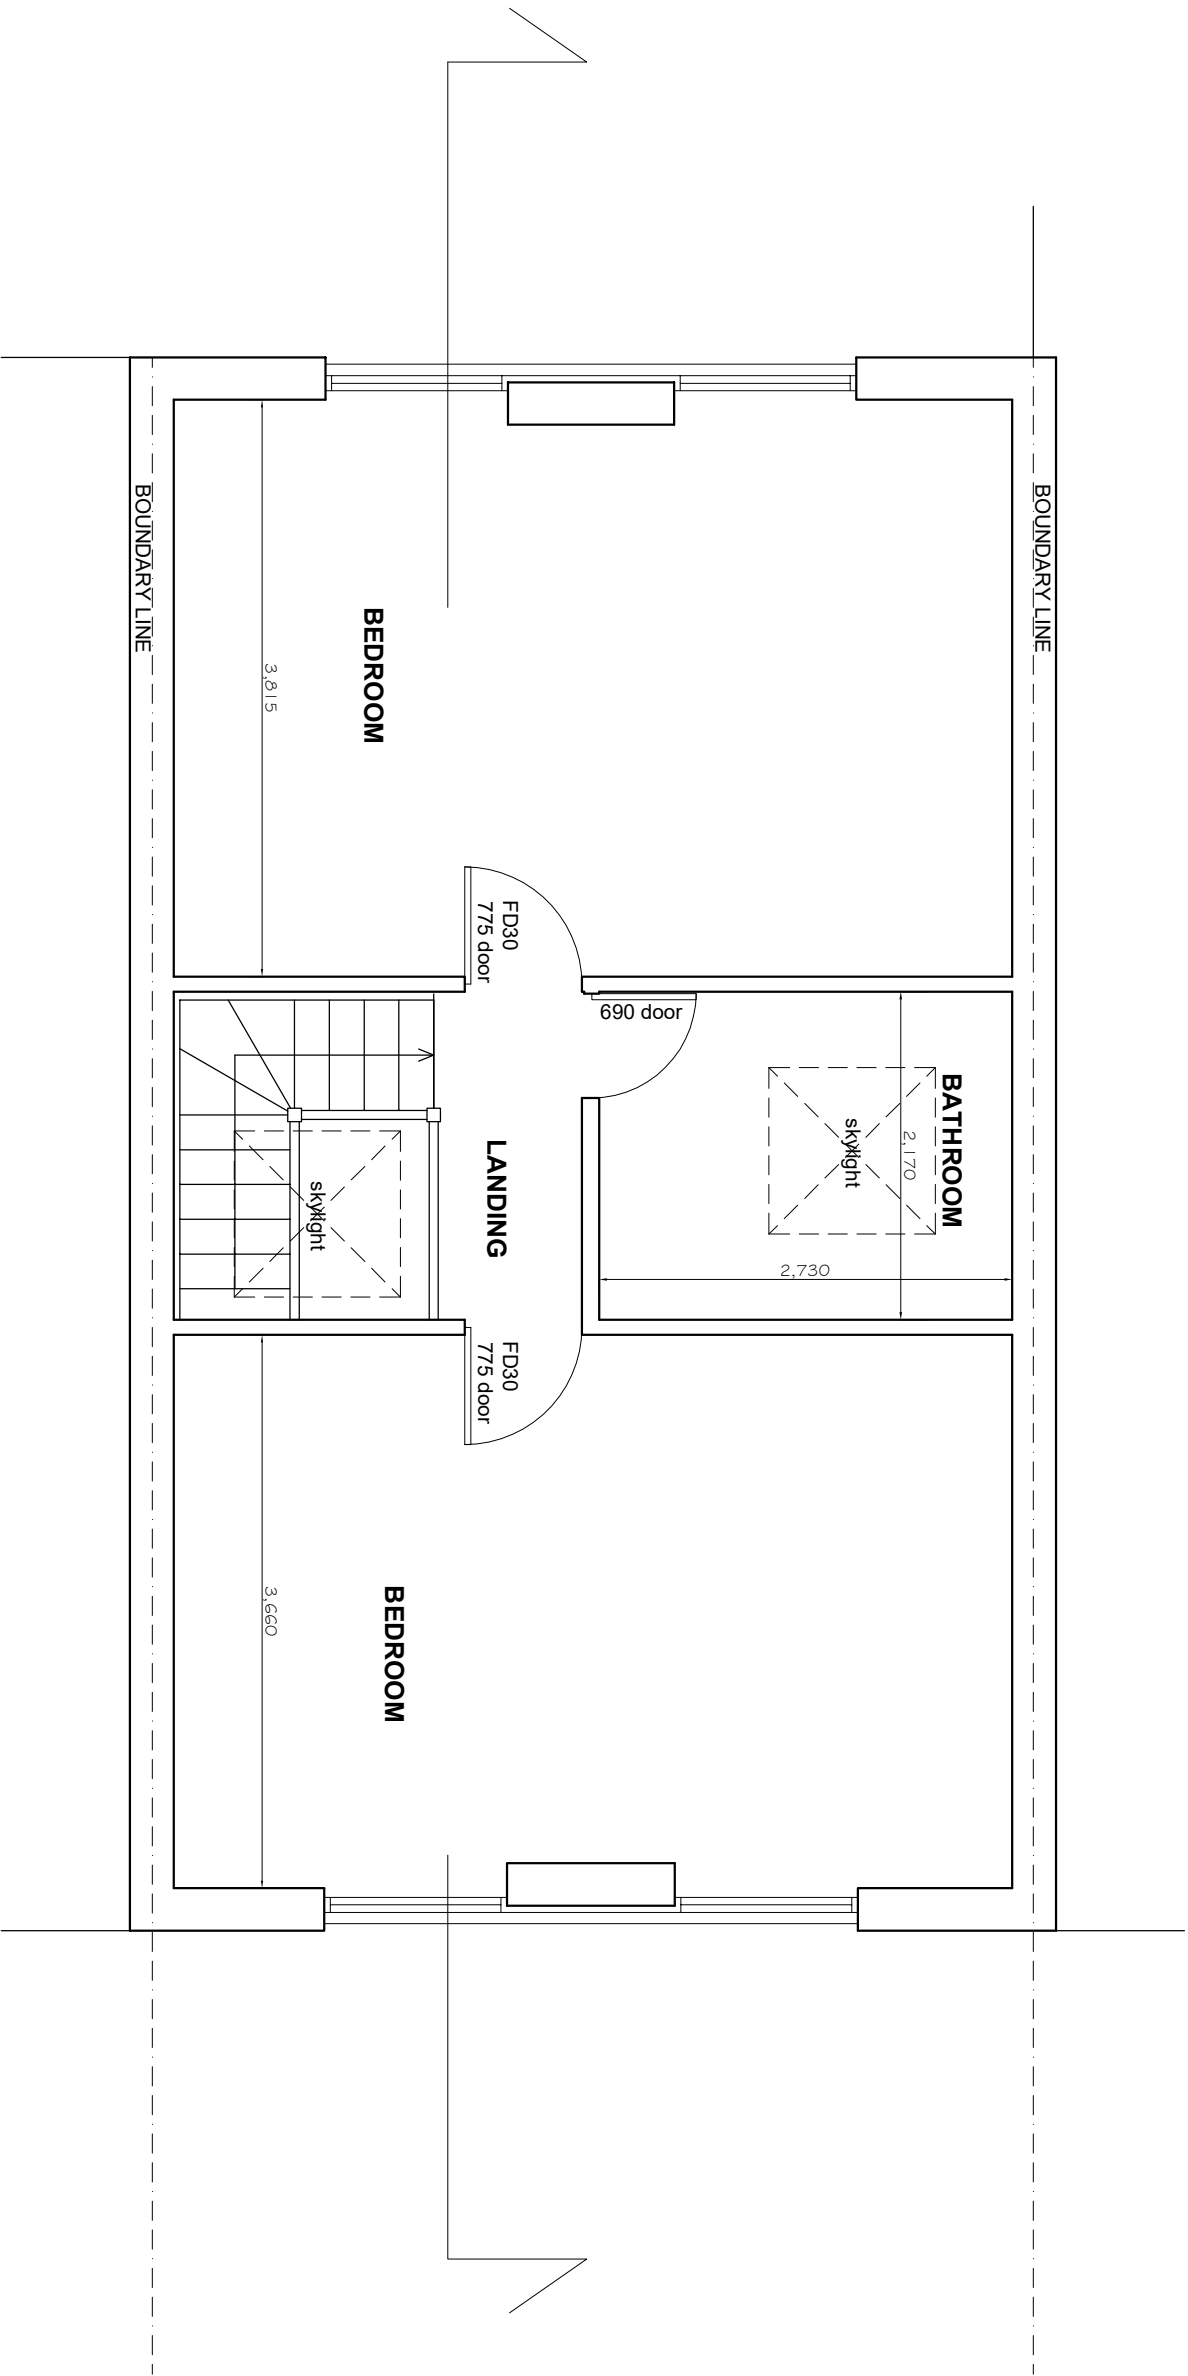 BOUNDARY LINE
BOUNDARY LINE
BEDROOM
3,815
FD30
775 door
690 door
BATHROOM
skylight
2,170
2,730
LANDING
skylight
FD30
775 door
BEDROOM
3,660